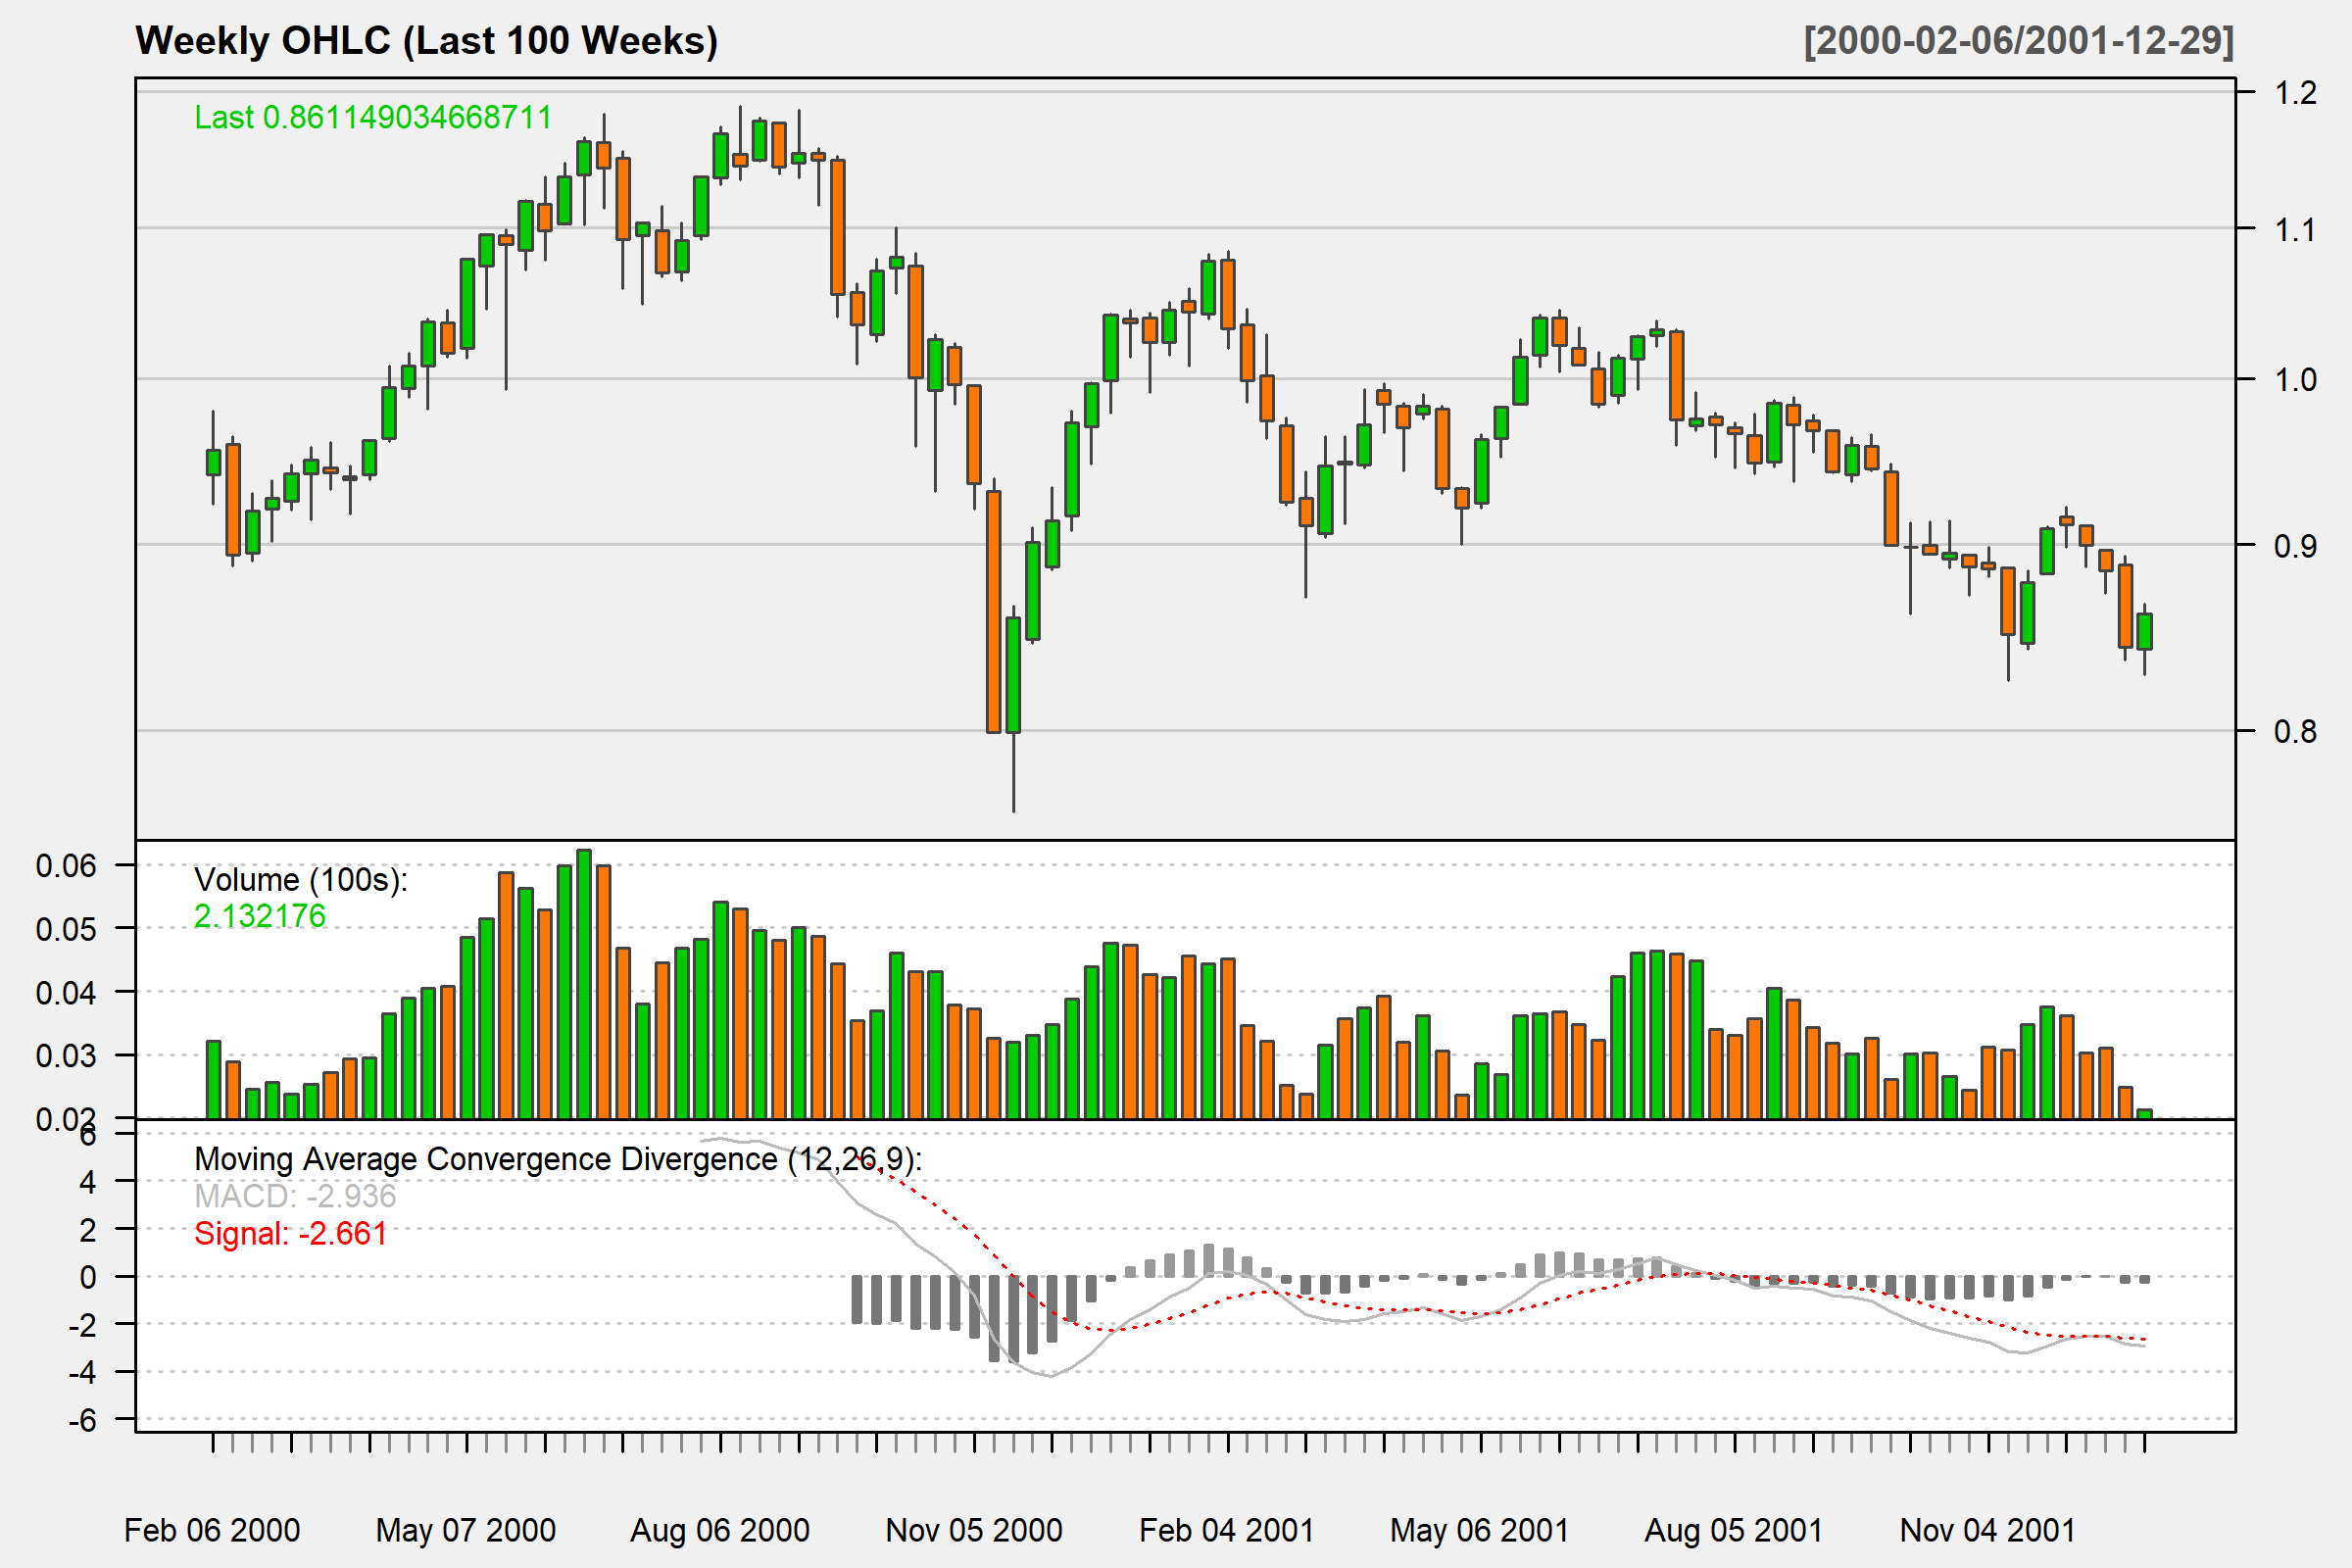 Weekly OHLC (Last 100 Weeks) [2000-02-06/2001-12-29]
Last 0.861149034668711
1.2
1.1
1.0
0.9
0.8
0.06
0.05
0.04
0.03
0.02
Volume (100s):
2.132176
6
4
2
0
-2
-4
-6
Moving Average Convergence Divergence (12,26,9):
MACD: -2.936
Signal: -2.661
Feb 06 2000 May 07 2000 Aug 06 2000 Nov 05 2000 Feb 04 2001 May 06 2001 Aug 05 2001 Nov 04 2001